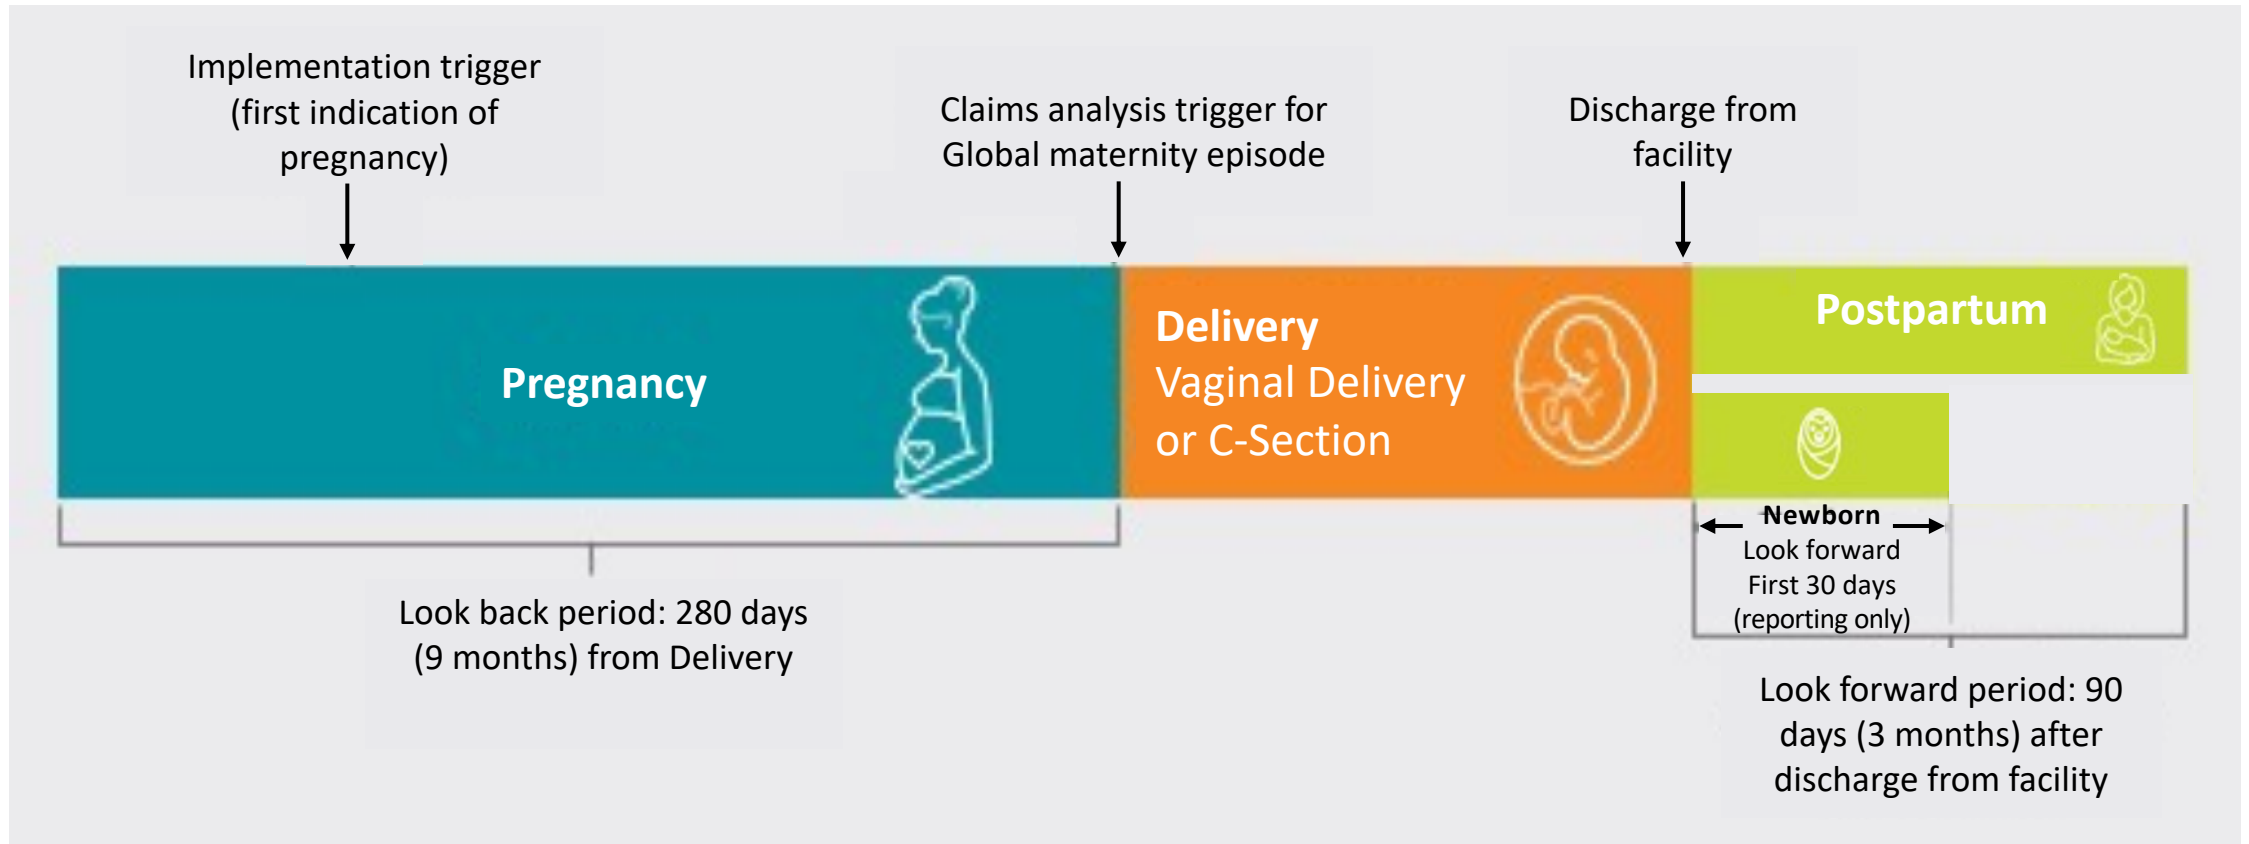 Implementation trigger
(first indication of
pregnancy)
Claims analysis trigger for
Global maternity episode
Discharge from
facility
Pregnancy
Delivery
Vaginal Delivery
or C-Section
Postpartum
Newborn
Look forward
First 30 days
(reporting only)
Look back period: 280 days
(9 months) from Delivery
Look forward period: 90
days (3 months) after
discharge from facility